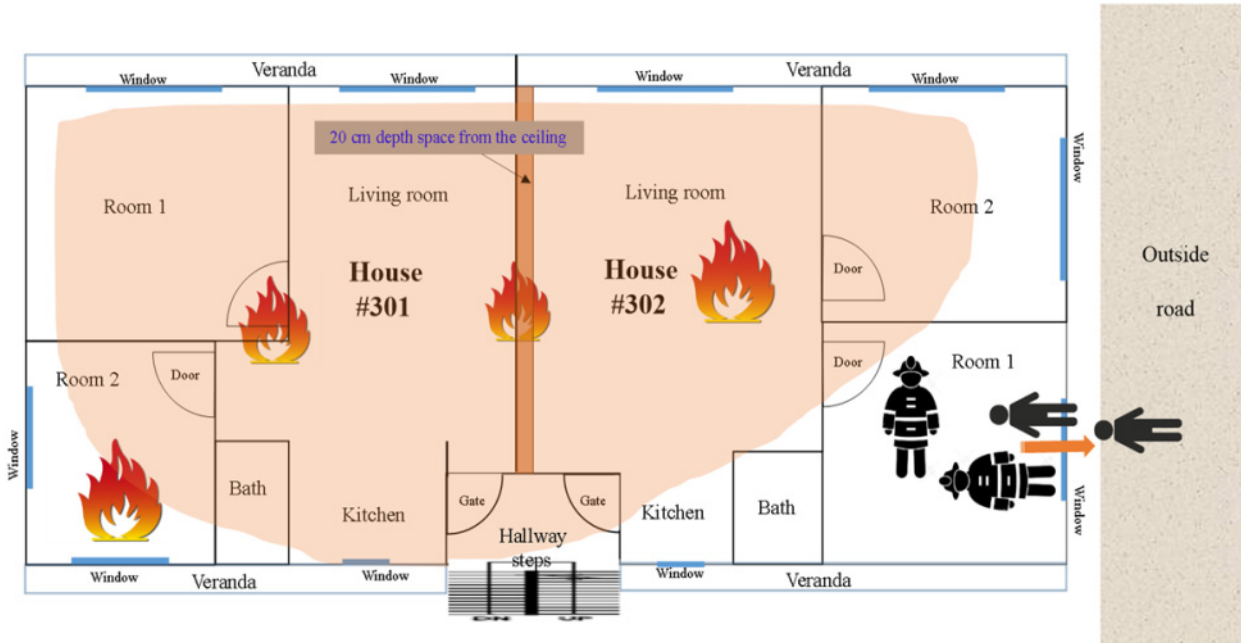 Veranda
Veranda
Window
Window
Window
Window
20 cm depth space from the ceiling
Window
Room 1
Living room
Living room
Room 2
Outside
road
House
#301
House
#302
Door
Room 2
Door
Door
Room 1
Window
Bath
Kitchen
Gate
Gate
Kitchen
Bath
Window
Hallway
steps
Window
Veranda
Window
Window
Veranda
DN
UP